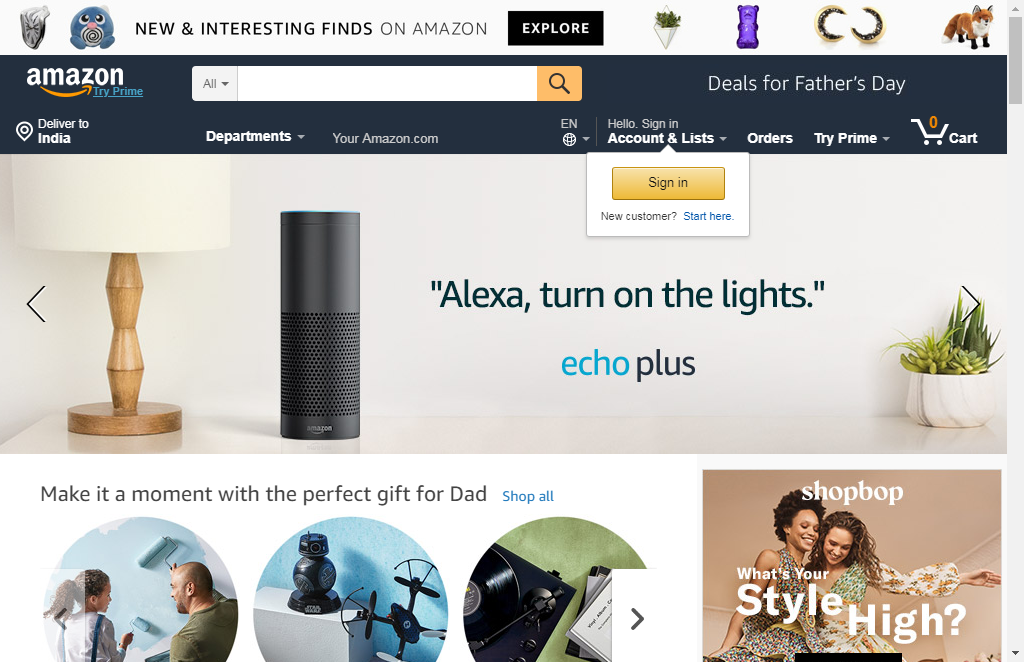 NEW & INTERESTING FINDS ON AMAZON EXPLORE
amazon
Try Prime
All
Deals for Father's Day
Deliver to
India
Departments
Your Amazon.com
EN
Hello. Sign in
Account & Lists
Orders
Try Prime
0
Cart
Sign in
New customer? Start here.
"Alexa, turn on the lights."
echo plus
amazon
Make it a moment with the perfect gift for Dad Shop all
STAR WARS
shopbop
What's Your
Style
High?